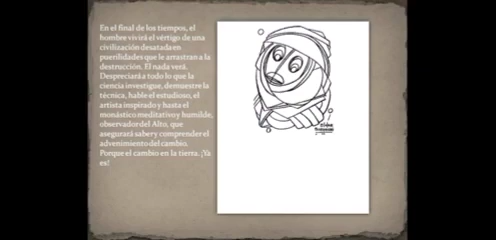 En el final de los tiempos, el
hombre vivirá el vértigo de una
civilización desatada en
puerilidades que le arrastran a la
destrucción. El nada verá.
Despreciará a todo lo que la
ciencia investigue, demuestre la
técnica, hable el estudioso, el
artista inspirado y hasta el
monástico meditativo y humilde,
observador del Alto, que
asegurará saber y comprender el
advenimiento del cambio.
Porque el cambio en la tierra. ¡Ya
es!